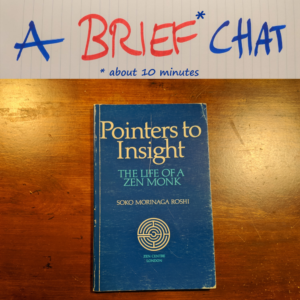 A BRIEF* CHAT
* about 10 minutes
Pointers to
Insight
THE LIFE OF A
ZEN MONK
SOKO MORINAGA ROSHI
ZEN CENTRE
LONDON